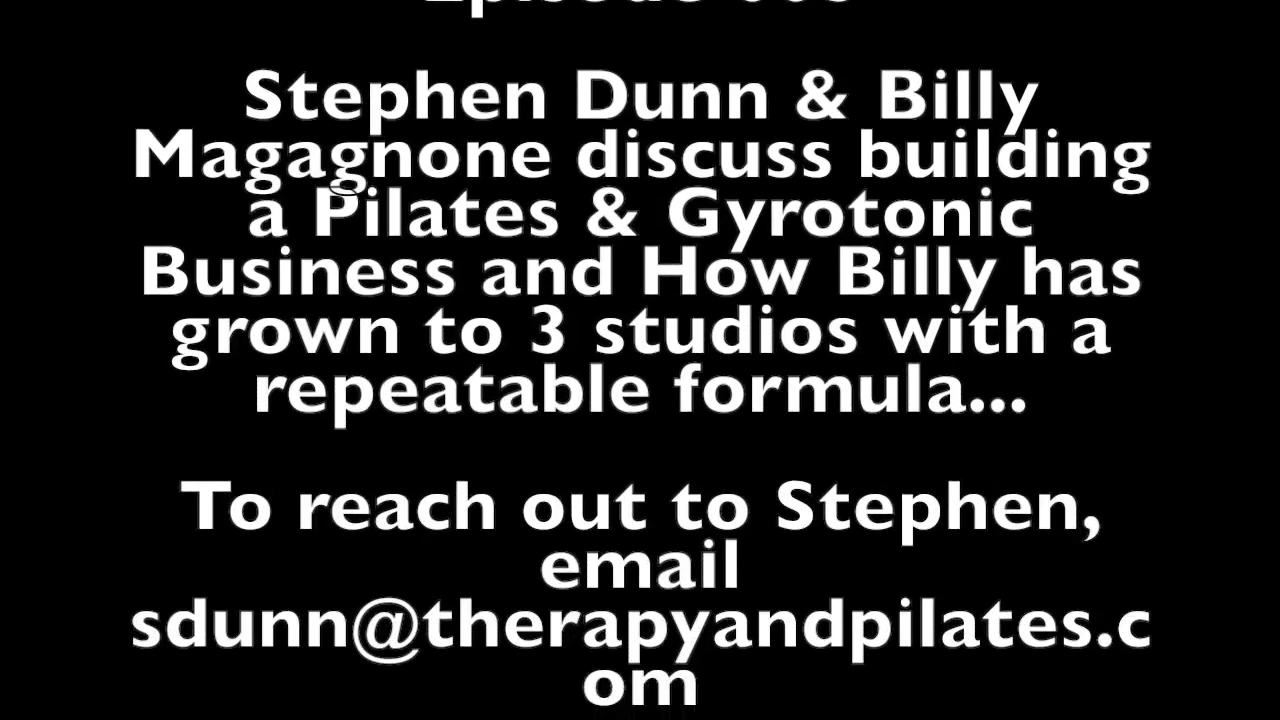 Stephen Dunn & Billy
Magagnone discuss building
a Pilates & Gyrotonic
Business and How Billy has
grown to 3 studios with a
repeatable formula...
To reach out to Stephen,
email
sdunn@therapyandpilates.c
om